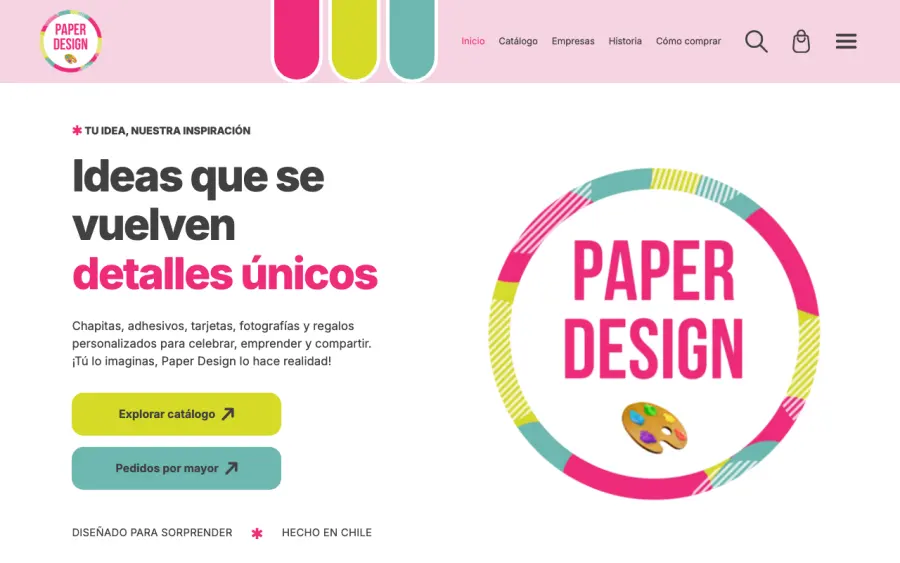 PAPER
DESIGN
Inicio Catálogo Empresas Historia Cómo comprar
TU IDEA, NUESTRA INSPIRACIÓN
Ideas que se
vuelven
detalles únicos
Chapitas, adhesivos, tarjetas, fotografías y regalos
personalizados para celebrar, emprender y compartir.
¡Tú lo imaginas, Paper Design lo hace realidad!
Explorar catálogo
Pedidos por mayor
DISEÑADO PARA SORPRENDER HECHO EN CHILE
PAPER
DESIGN